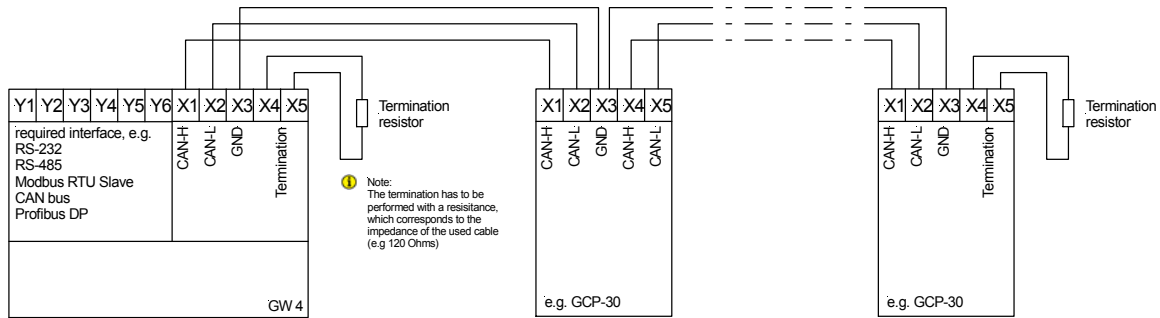 Y1 Y2 Y3 Y4 Y5 Y6 X1 X2 X3 X4 X5
required interface, e.g.
RS-232
RS-485
Modbus RTU Slave
CAN bus
Profibus DP
CAN-H
CAN-L
GND
Termination
GW 4
Termination
resistor
Note:
The termination has to be
performed with a resisitance,
which corresponds to the
impedance of the used cable
(e.g 120 Ohms)
X1 X2 X3 X4 X5
CAN-H
CAN-L
GND
CAN-H
CAN-L
e.g. GCP-30
X1 X2 X3 X4 X5
CAN-H
CAN-L
GND
Termination
e.g. GCP-30
Termination
resistor